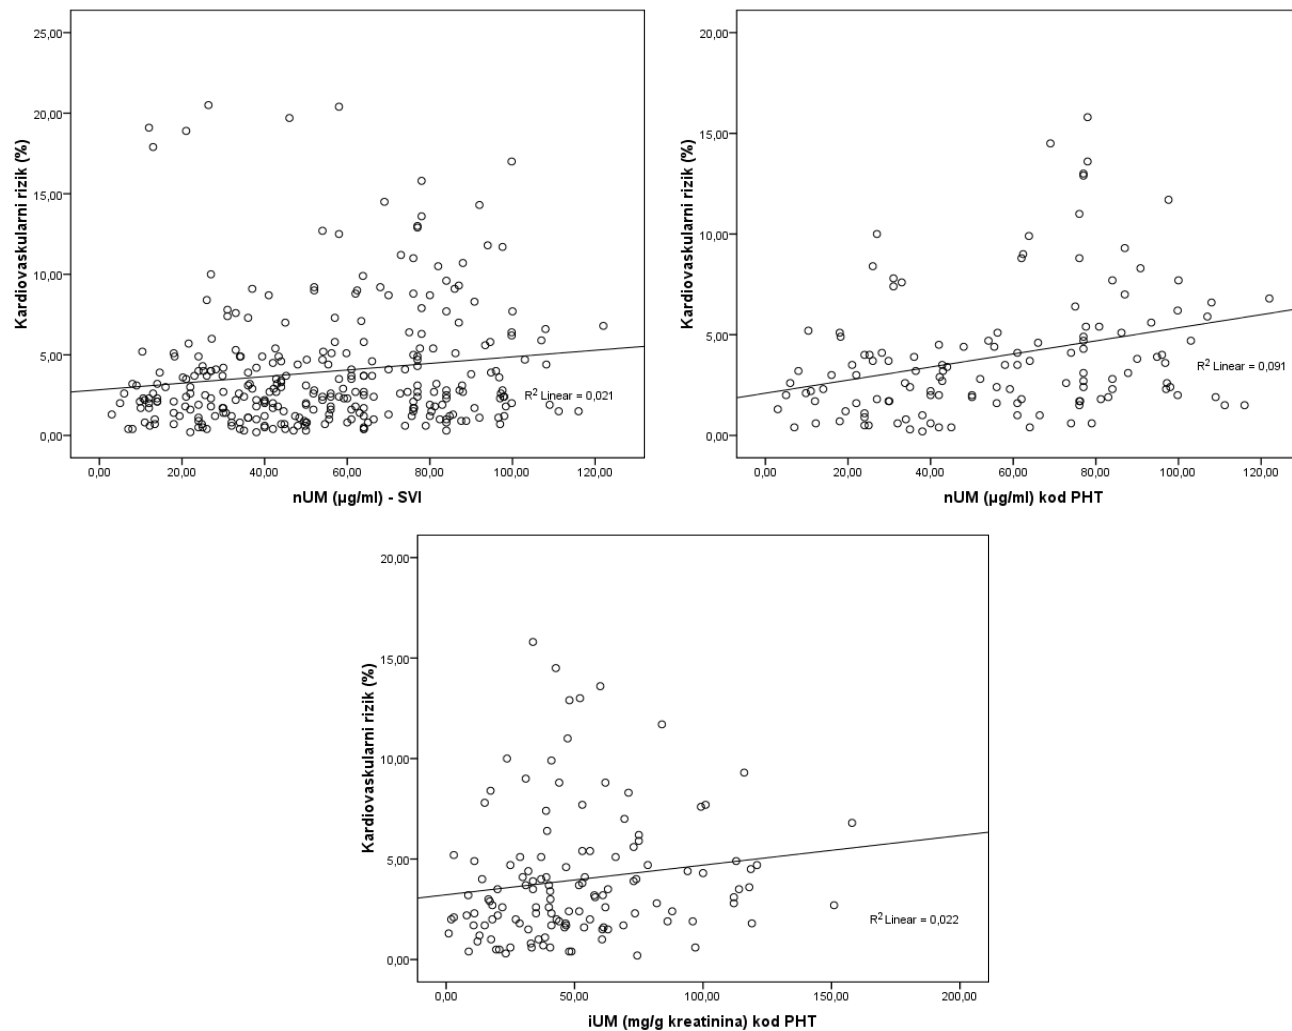 Kardiovaskularni rizik (%)
25,00
20,00
15,00
10,00
5,00
0,00
R2 Linear = 0,021
0,00 20,00 40,00 60,00 80,00 100,00 120,00
nUM (µg/ml) - SVI
Kardiovaskularni rizik (%)
20,00
15,00
10,00
5,00
0,00
R2 Linear = 0,091
0,00 20,00 40,00 60,00 80,00 100,00 120,00
nUM (µg/ml) kod PHT
Kardiovaskularni rizik (%)
20,00
15,00
10,00
5,00
0,00
R2 Linear = 0,022
0,00 50,00 100,00 150,00 200,00
iUM (mg/g kreatinina) kod PHT